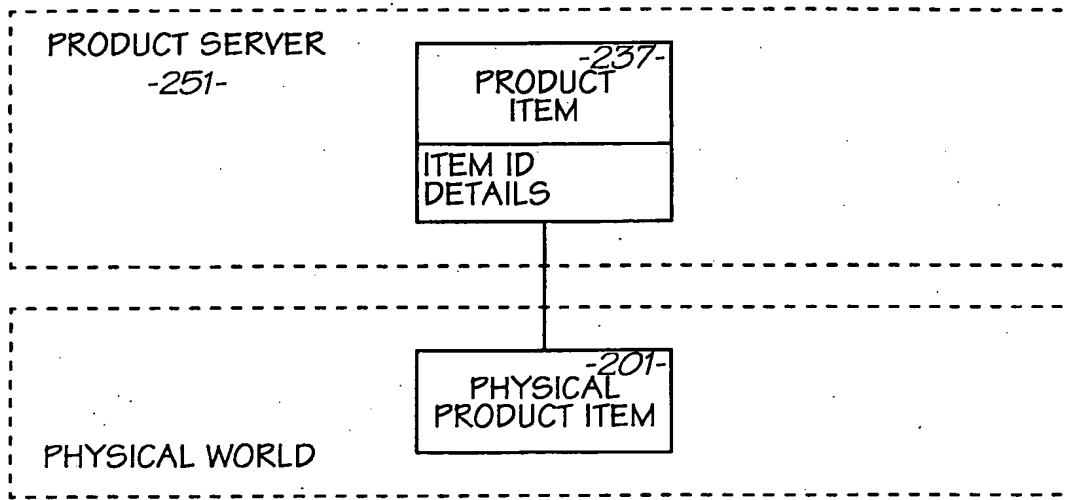 PRODUCT SERVER
-251-
-237-
PRODUCT
ITEM
ITEM ID
DETAILS
-201-
PHYSICAL
PRODUCT ITEM
PHYSICAL WORLD